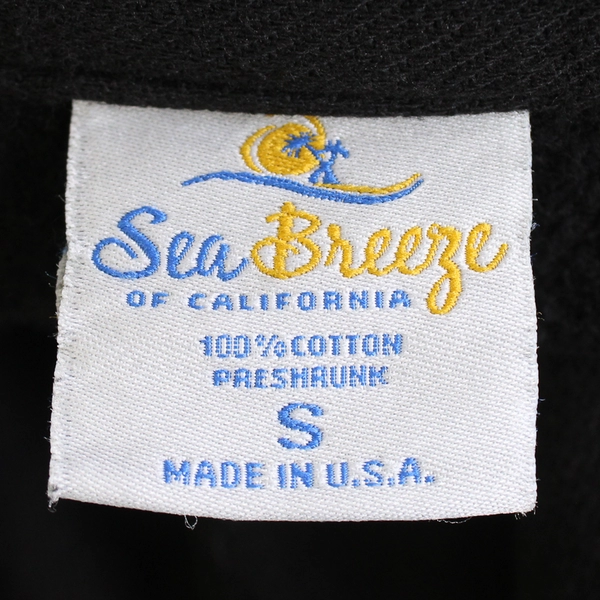 Sea Breeze
OF CALIFORNIA
100% COTTON
PRESHRUNK
S
MADE IN U.S.A.